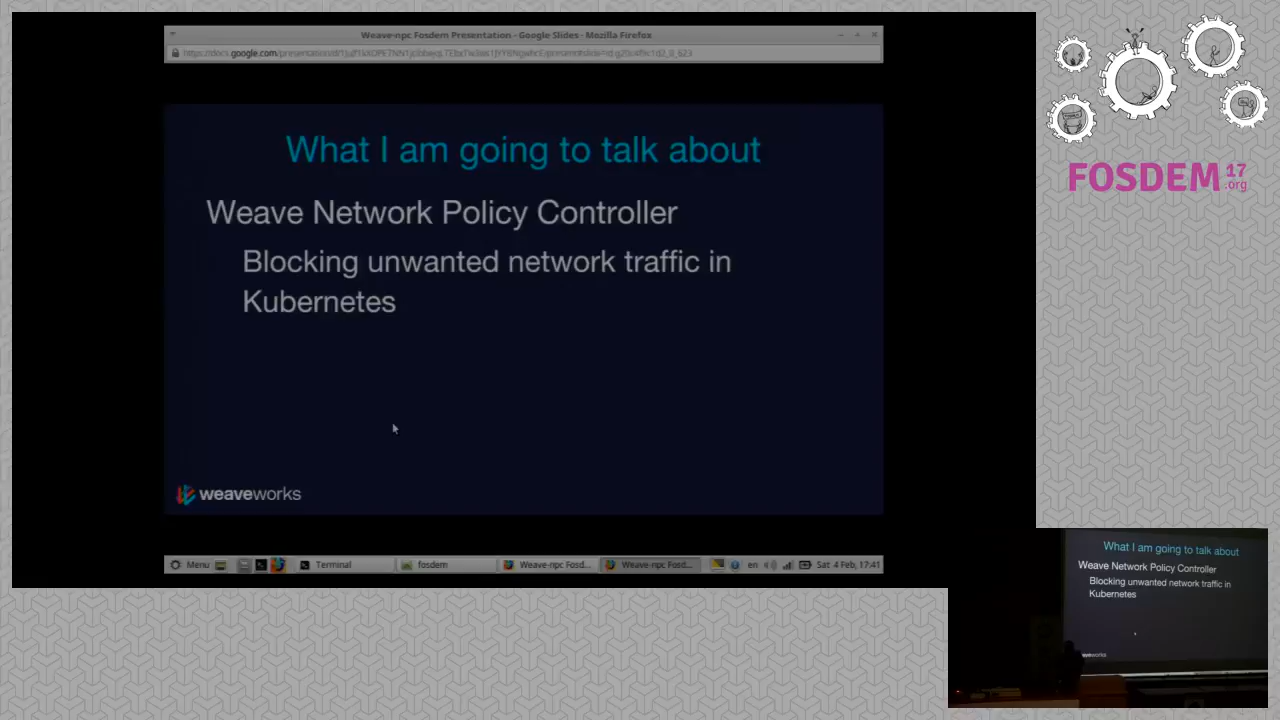 Weave-npc Fosdem Presentation - Google Slides - Mozilla Firefox
What I am going to talk about
Weave Network Policy Controller
Blocking unwanted network traffic in
Kubernetes
weaveworks
Menu
Terminal
fosdem
Weave-npc Fosd...
Weave-npc Fosd...
en
Sat 4 Feb, 17:41
FOSDEM 17
.org
What I am going to talk about
Weave Network Policy Controller
Blocking unwanted network traffic in
Kubernetes